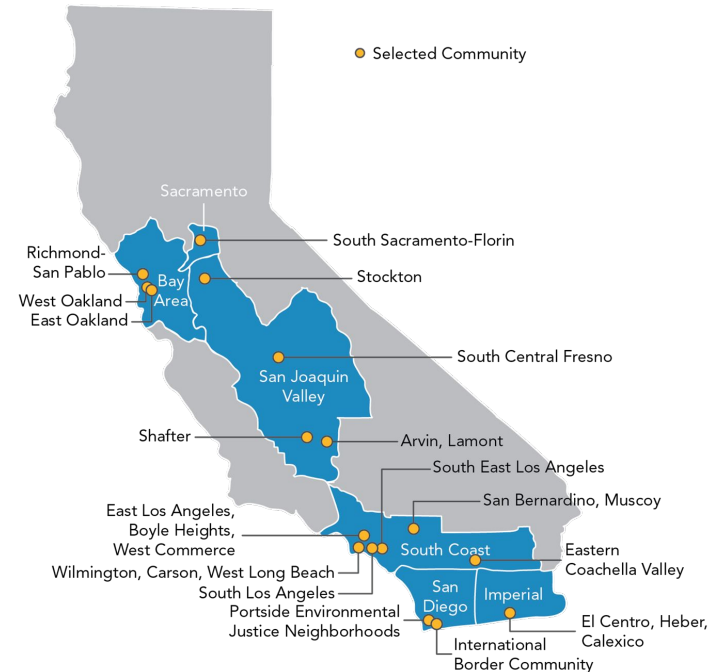 Selected Community
Sacramento
South Sacramento-Florin
Richmond-
San Pablo
Bay
Area
Stockton
West Oakland
East Oakland
South Central Fresno
San Joaquin
Valley
Shafter
Arvin, Lamont
South East Los Angeles
San Bernardino, Muscoy
East Los Angeles,
Boyle Heights,
West Commerce
South Coast
Eastern
Coachella Valley
Wilmington, Carson, West Long Beach
South Los Angeles
San
Diego
Imperial
Portside Environmental
Justice Neighborhoods
El Centro, Heber,
Calexico
International
Border Community